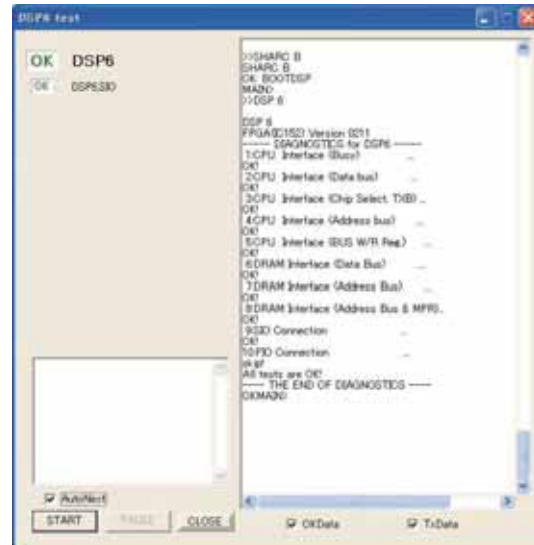 DSP6 test
OK DSP6
OK DSP6.SIO
>>SHARC B
SHARC B
OK BOOTDSP
MAIN>
>>DSP 6
DSP 6
FPGA(IC152) Version 0211
----- DIAGNOSTICS for DSP6 -----
1:CPU Interface (Busy) ...
OK!
2:CPU Interface (Data bus) ...
OK!
3:CPU Interface (Chip Select, TXB) ...
OK!
4:CPU Interface (Address bus) ...
OK!
5:CPU Interface (BUS W/R Reg.) ...
OK!
6:DRAM Interface (Data Bus) ...
OK!
7:DRAM Interface (Address Bus) ...
OK!
8:DRAM Interface (Address Bus & MPR)..
OK!
9:SIO Connection ...
OK!
10:PIO Connection ...
skip!
All tests are OK!
----- THE END OF DIAGNOSTICS -----
OKMAIN>
AutoNext
START PAUSE CLOSE
OKData TxData